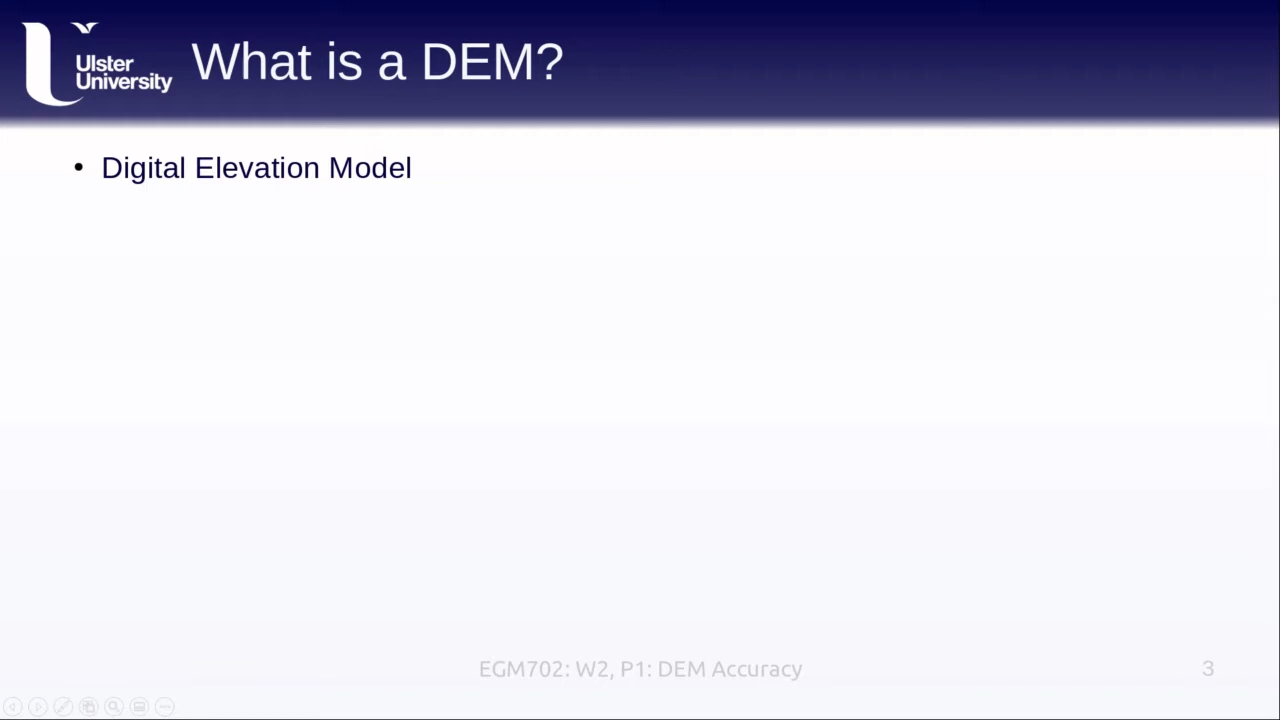 Ulster
University
What is a DEM?
• Digital Elevation Model
EGM702: W2, P1: DEM Accuracy
3